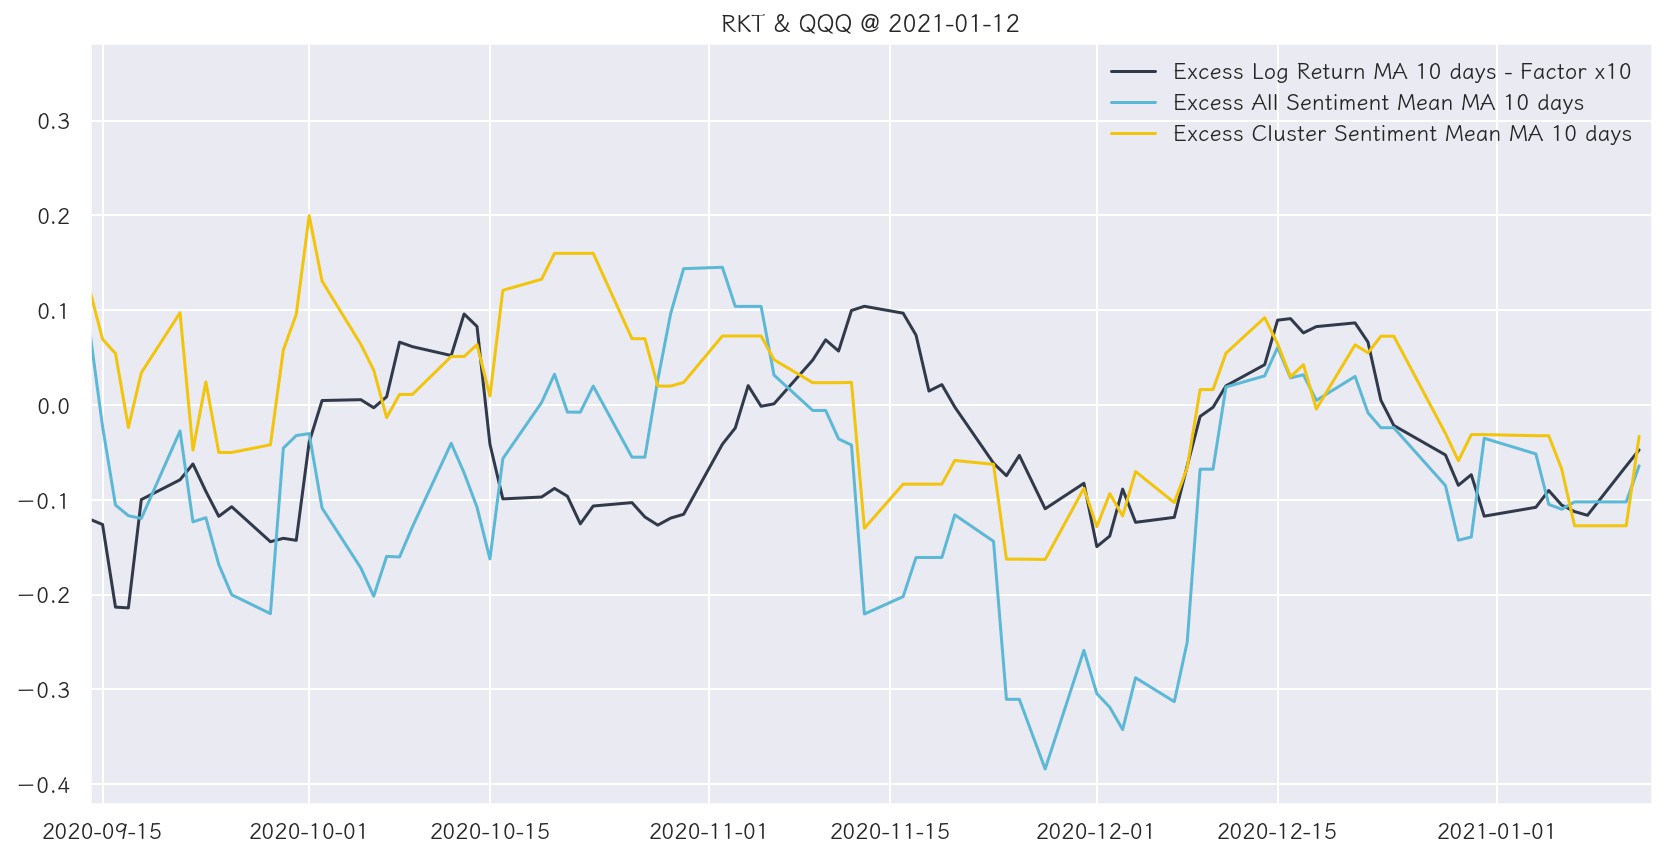 RKT & QQQ @ 2021-01-12
Excess Log Return MA 10 days - Factor x10
Excess All Sentiment Mean MA 10 days
Excess Cluster Sentiment Mean MA 10 days
0.3
0.2
0.1
0.0
−0.1
−0.2
−0.3
−0.4
2020-09-15 2020-10-01 2020-10-15 2020-11-01 2020-11-15 2020-12-01 2020-12-15 2021-01-01